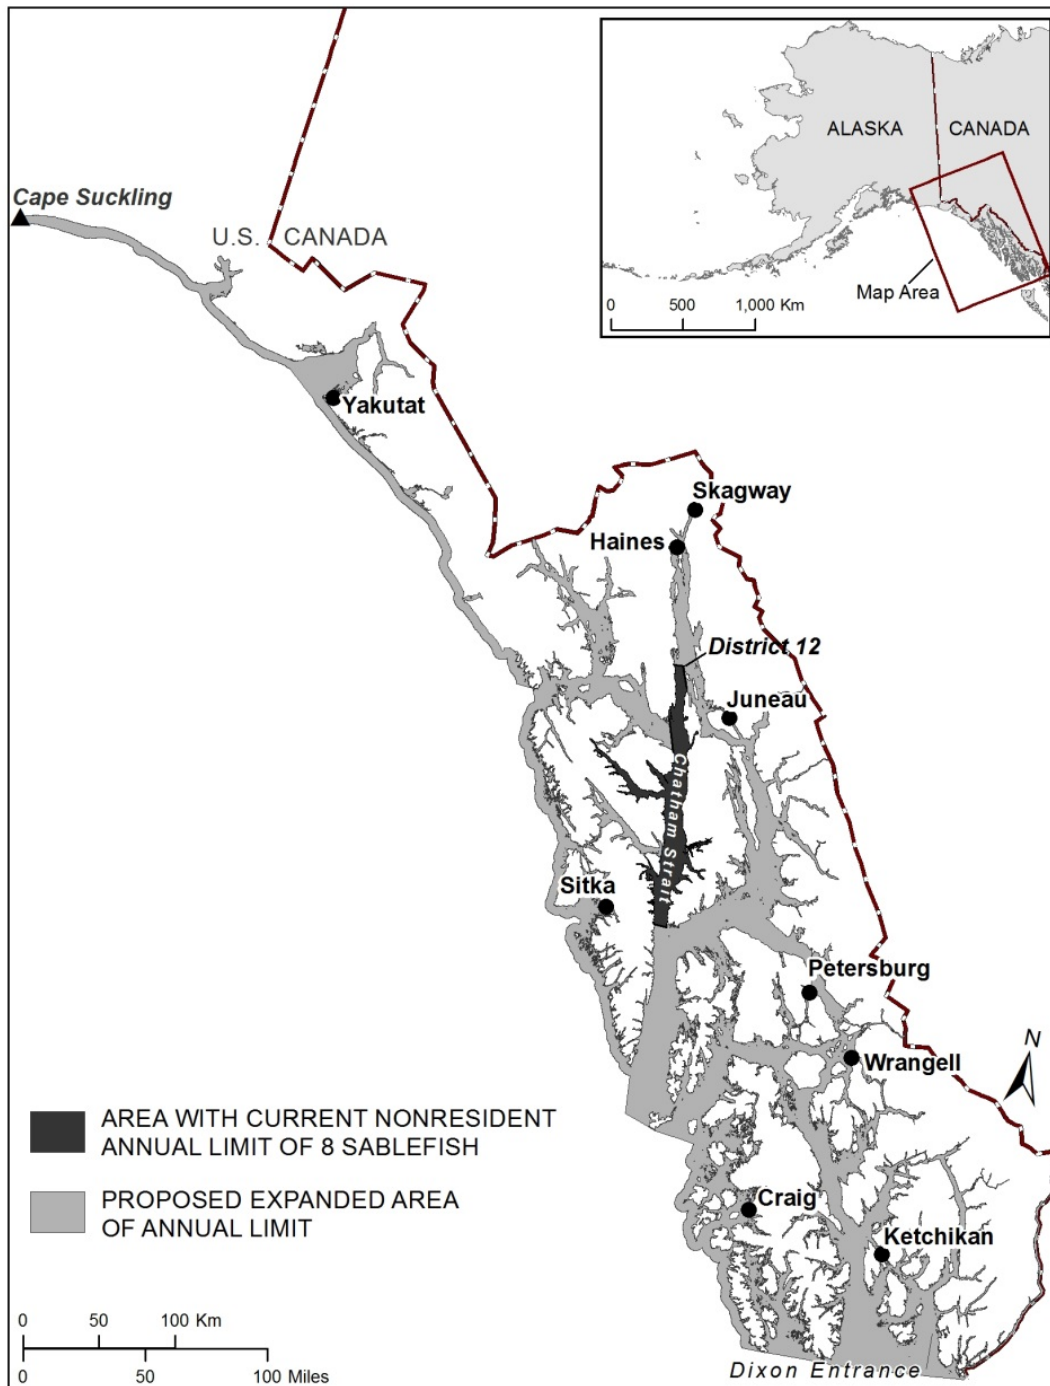 Cape Suckling
U.S. CANADA
ALASKA
CANADA
Map Area
0 500 1,000 Km
Yakutat
Skagway
Haines
District 12
Juneau
Chatham Strait
Sitka
Petersburg
N
Wrangell
AREA WITH CURRENT NONRESIDENT
ANNUAL LIMIT OF 8 SABLEFISH
PROPOSED EXPANDED AREA
OF ANNUAL LIMIT
Craig
Ketchikan
0 50 100 Km
0 50 100 Miles
Dixon Entrance